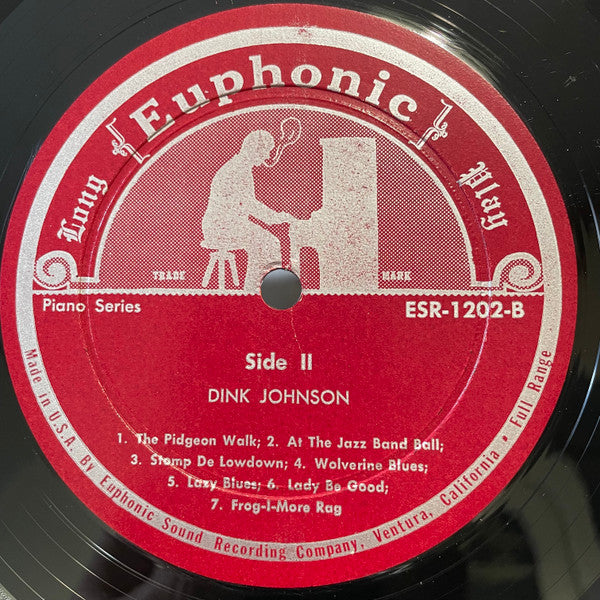 Euphonic
Long Play
TRADE MARK
Piano Series
ESR-1202-B
Side II
DINK JOHNSON
1. The Pidgeon Walk; 2. At The Jazz Band Ball;
3. Stomp De Lowdown; 4. Wolverine Blues;
5. Lazy Blues; 6. Lady Be Good;
7. Frog-I-More Rag
Made in U.S.A. By Euphonic Sound Recording Company, Ventura, California • Full Range